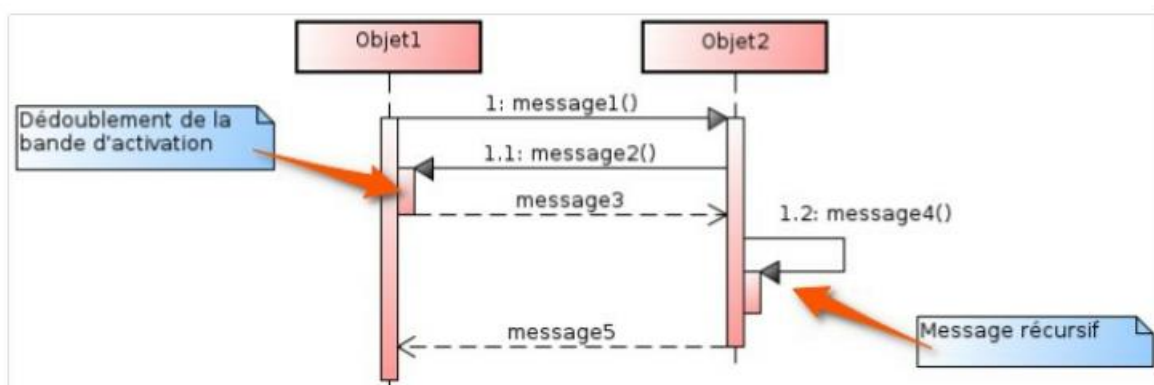 Objet1
Objet2
1: message1()
Dédoublement de la
bande d'activation
1.1: message2()
message3
1.2: message4()
message5
Message récursif